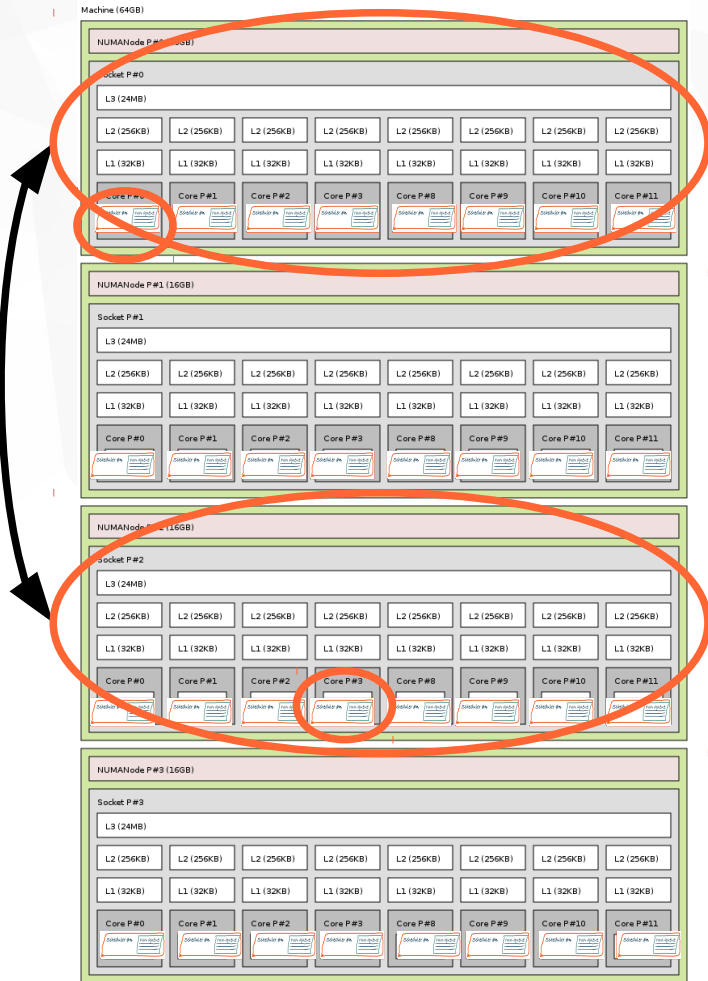 Machine (64GB)
NUMANode P#0 (16GB)
Socket P#0
L3 (24MB)
L2 (256KB) L2 (256KB) L2 (256KB) L2 (256KB) L2 (256KB) L2 (256KB) L2 (256KB) L2 (256KB)
L1 (32KB) L1 (32KB) L1 (32KB) L1 (32KB) L1 (32KB) L1 (32KB) L1 (32KB) L1 (32KB)
Core P#0 Core P#1 Core P#2 Core P#3 Core P#8 Core P#9 Core P#10 Core P#11
NUMANode P#1 (16GB)
Socket P#1
L3 (24MB)
L2 (256KB) L2 (256KB) L2 (256KB) L2 (256KB) L2 (256KB) L2 (256KB) L2 (256KB) L2 (256KB)
L1 (32KB) L1 (32KB) L1 (32KB) L1 (32KB) L1 (32KB) L1 (32KB) L1 (32KB) L1 (32KB)
Core P#0 Core P#1 Core P#2 Core P#3 Core P#8 Core P#9 Core P#10 Core P#11
NUMANode P#2 (16GB)
Socket P#2
L3 (24MB)
L2 (256KB) L2 (256KB) L2 (256KB) L2 (256KB) L2 (256KB) L2 (256KB) L2 (256KB) L2 (256KB)
L1 (32KB) L1 (32KB) L1 (32KB) L1 (32KB) L1 (32KB) L1 (32KB) L1 (32KB) L1 (32KB)
Core P#0 Core P#1 Core P#2 Core P#3 Core P#8 Core P#9 Core P#10 Core P#11
NUMANode P#3 (16GB)
Socket P#3
L3 (24MB)
L2 (256KB) L2 (256KB) L2 (256KB) L2 (256KB) L2 (256KB) L2 (256KB) L2 (256KB) L2 (256KB)
L1 (32KB) L1 (32KB) L1 (32KB) L1 (32KB) L1 (32KB) L1 (32KB) L1 (32KB) L1 (32KB)
Core P#0 Core P#1 Core P#2 Core P#3 Core P#8 Core P#9 Core P#10 Core P#11